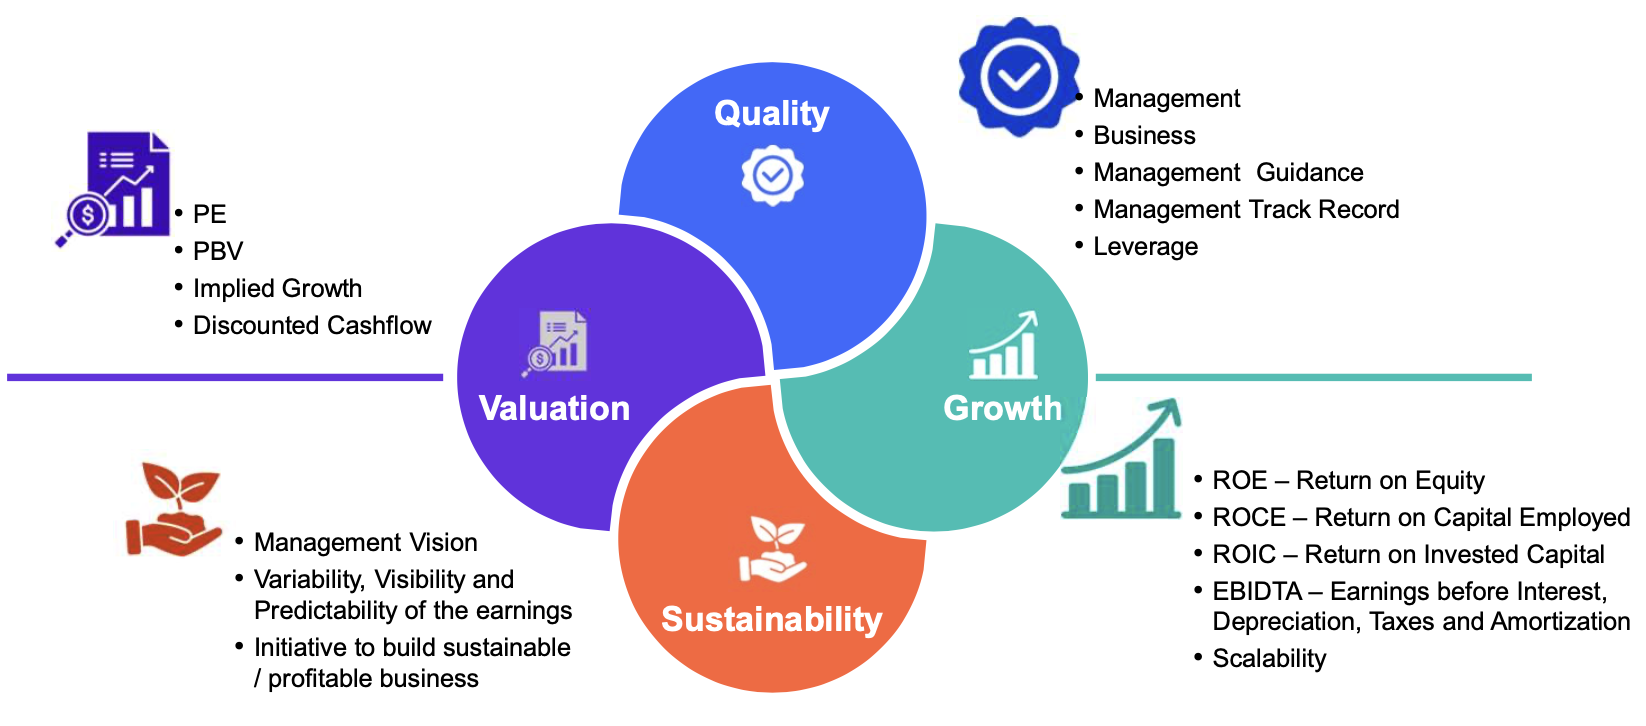 Quality
• Management
• Business
• Management  Guidance
• Management Track Record
• Leverage
• PE
• PBV
• Implied Growth
• Discounted Cashflow
$
$
Valuation
Growth
• ROE – Return on Equity
• ROCE – Return on Capital Employed
• ROIC – Return on Invested Capital
• EBIDTA – Earnings before Interest,
Depreciation, Taxes and Amortization
• Scalability
• Management Vision
• Variability, Visibility and
Predictability of the earnings
• Initiative to build sustainable
/ profitable business
Sustainability